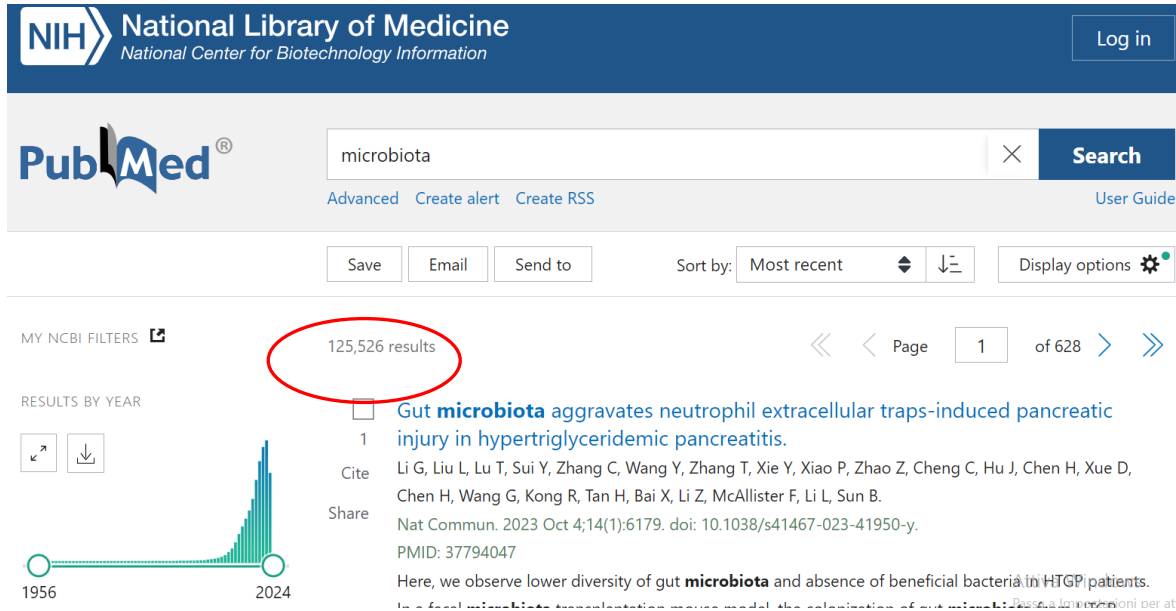 NIH National Library of Medicine
National Center for Biotechnology Information
Log in
PubMed®
microbiota
Search
Advanced Create alert Create RSS
User Guide
Save Email Send to
Sort by: Most recent
Display options
MY NCBI FILTERS
125,526 results
Page 1 of 628
RESULTS BY YEAR
1956 2024
1
Cite
Share
Gut microbiota aggravates neutrophil extracellular traps-induced pancreatic
injury in hypertriglyceridemic pancreatitis.
Li G, Liu L, Lu T, Sui Y, Zhang C, Wang Y, Zhang T, Xie Y, Xiao P, Zhao Z, Cheng C, Hu J, Chen H, Xue D,
Chen H, Wang G, Kong R, Tan H, Bai X, Li Z, McAllister F, Li L, Sun B.
Nat Commun. 2023 Oct 4;14(1):6179. doi: 10.1038/s41467-023-41950-y.
PMID: 37794047
Here, we observe lower diversity of gut microbiota and absence of beneficial bacteria in HTGP patients.